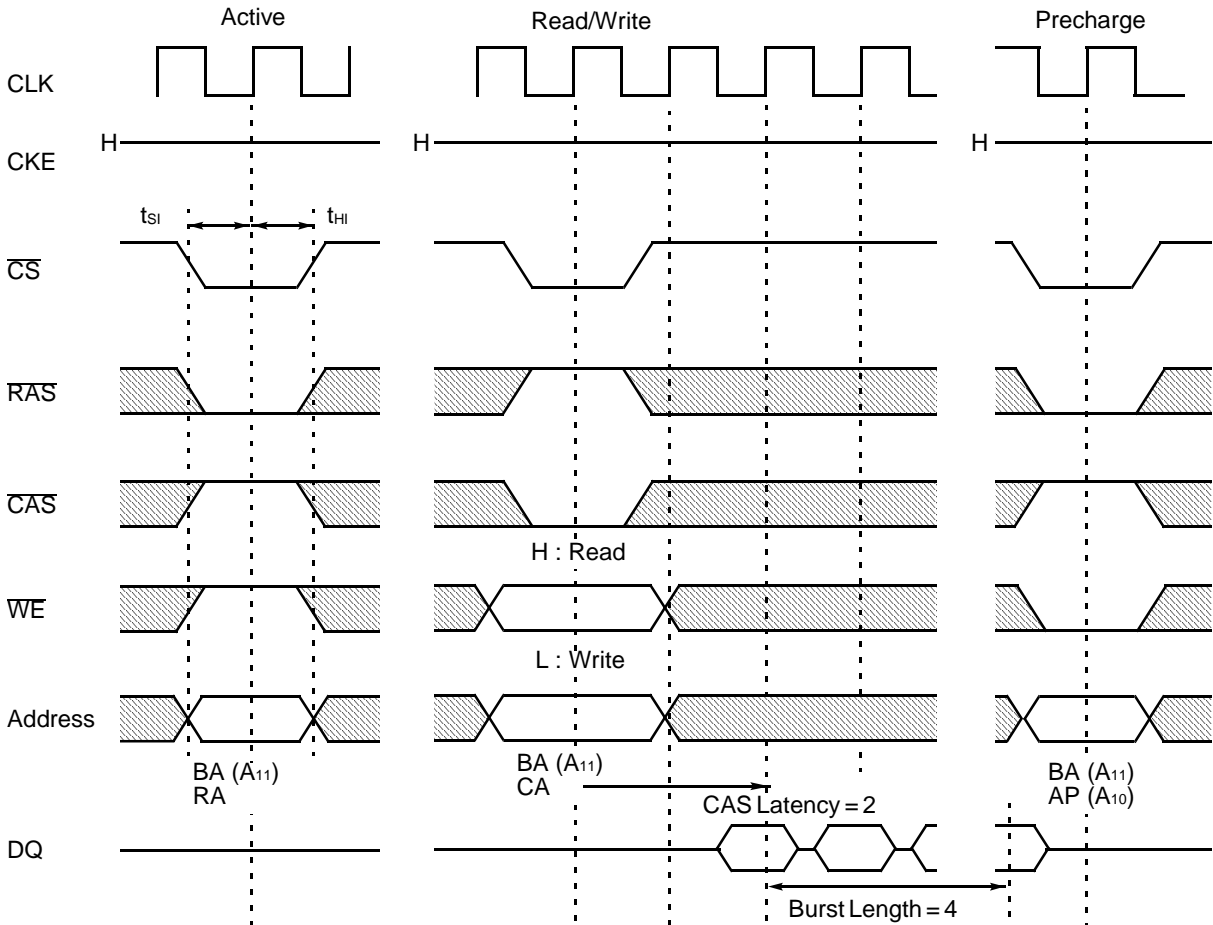 Active Read/Write Precharge
CLK
H H H
CKE
tSI tHI
CS
RAS
CAS
H : Read
WE
L : Write
Address
BA (A11) BA (A11) BA (A11)
RA CA AP (A10)
CAS Latency = 2
DQ
Burst Length = 4